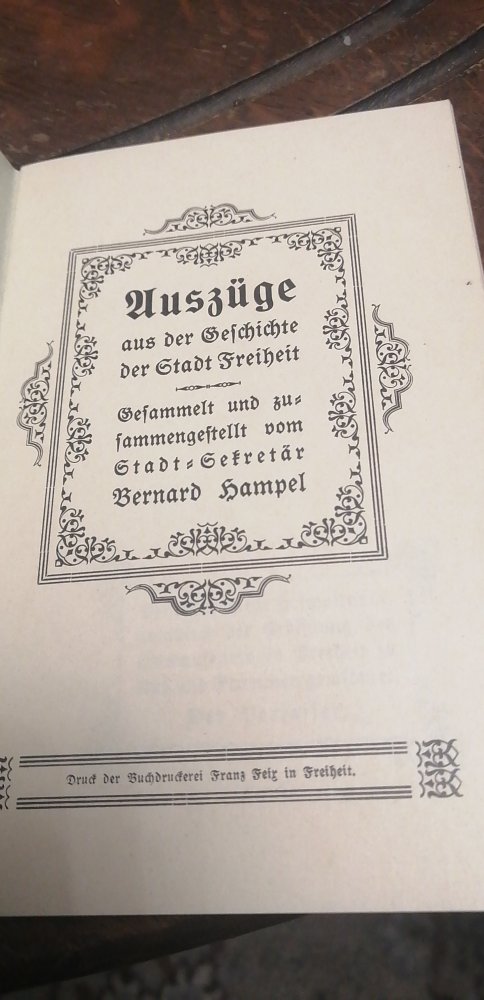 Auszüge
aus der Geschichte
der Stadt Freiheit
Gesammelt und zu⸗
sammengestellt vom
Stadt⸗Sekretär
Bernard Hampel
Druck der Buchdruckerei Franz Feix in Freiheit.